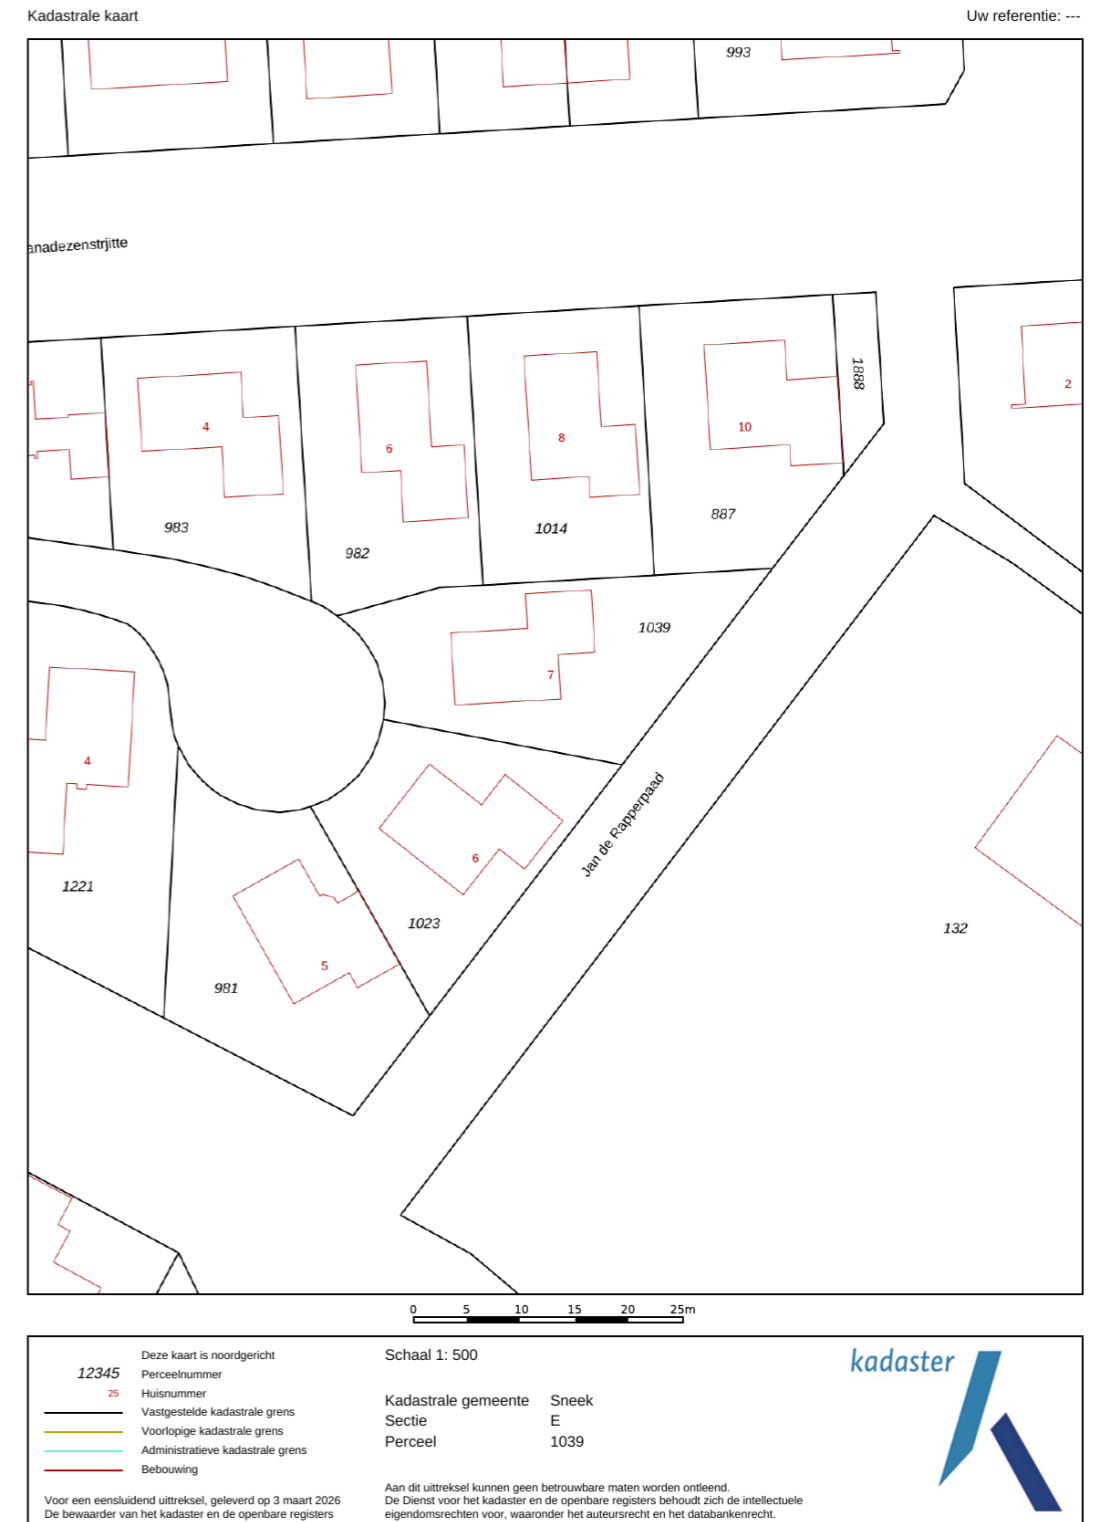 Kadastrale kaart
Uw referentie: ---
993
anadezenstrjitte
1888
2
4
6
8
10
983
982
1014
887
1039
7
4
6
Jan de Rapperpaad
1221
1023
132
5
981
0 5 10 15 20 25m
Deze kaart is noordgericht
12345 Perceelnummer
25 Huisnummer
Vastgestelde kadastrale grens
Voorlopige kadastrale grens
Administratieve kadastrale grens
Bebouwing
Voor een eensluidend uittreksel, geleverd op 3 maart 2026
De bewaarder van het kadaster en de openbare registers
Schaal 1: 500
Kadastrale gemeente Sneek
Sectie E
Perceel 1039
Aan dit uittreksel kunnen geen betrouwbare maten worden ontleend.
De Dienst voor het kadaster en de openbare registers behoudt zich de intellectuele
eigendomsrechten voor, waaronder het auteursrecht en het databankenrecht.
kadaster